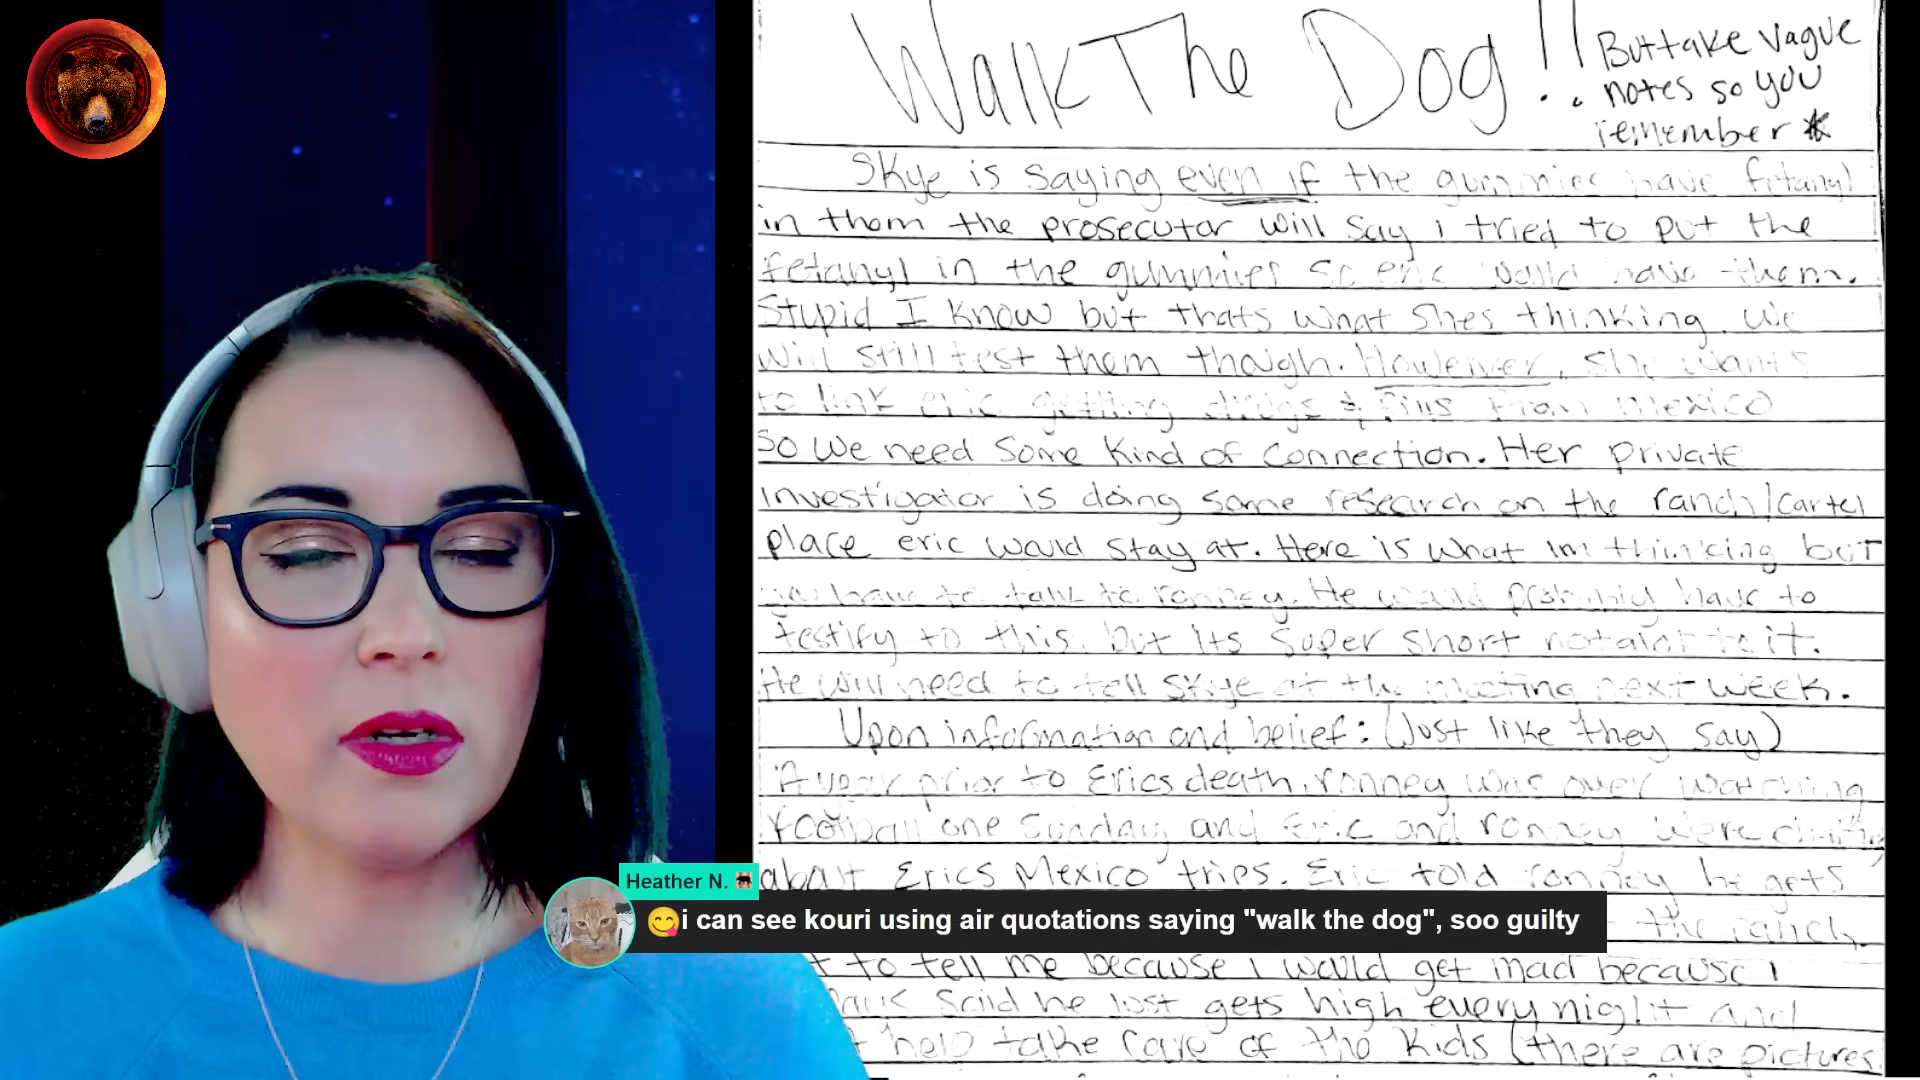 Walk The Dog!!
But take vague
notes so you
remember *
Skye is saying even if the gummies have fetanyl
in them the prosecutor will say i tried to put the
fetanyl in the gummies so eric would have them.
Stupid I know but thats what shes thinking. We
will still test them though. However, she wants
to link eric getting drugs & pills from mexico
so we need some kind of connection. Her private
investigator is doing some research on the ranch/cartel
place eric would stay at. Here is what im thinking but
you have to talk to ronney. He would probably have to
testify to this, but its super short not alot to it.
He will need to tell Skye at the meeting next week.
Upon information and belief: (Just like they say)
A year prior to Erics death, ronney was over watching
football one Sunday and Eric and ronney were
about Erics Mexico trips. Eric told ronney he gets
the ranch.
to tell me because i would get mad because i
said he just gets high every night and
help take care of the kids (there are pictures
Heather N.
😋i can see kouri using air quotations saying "walk the dog", soo guilty